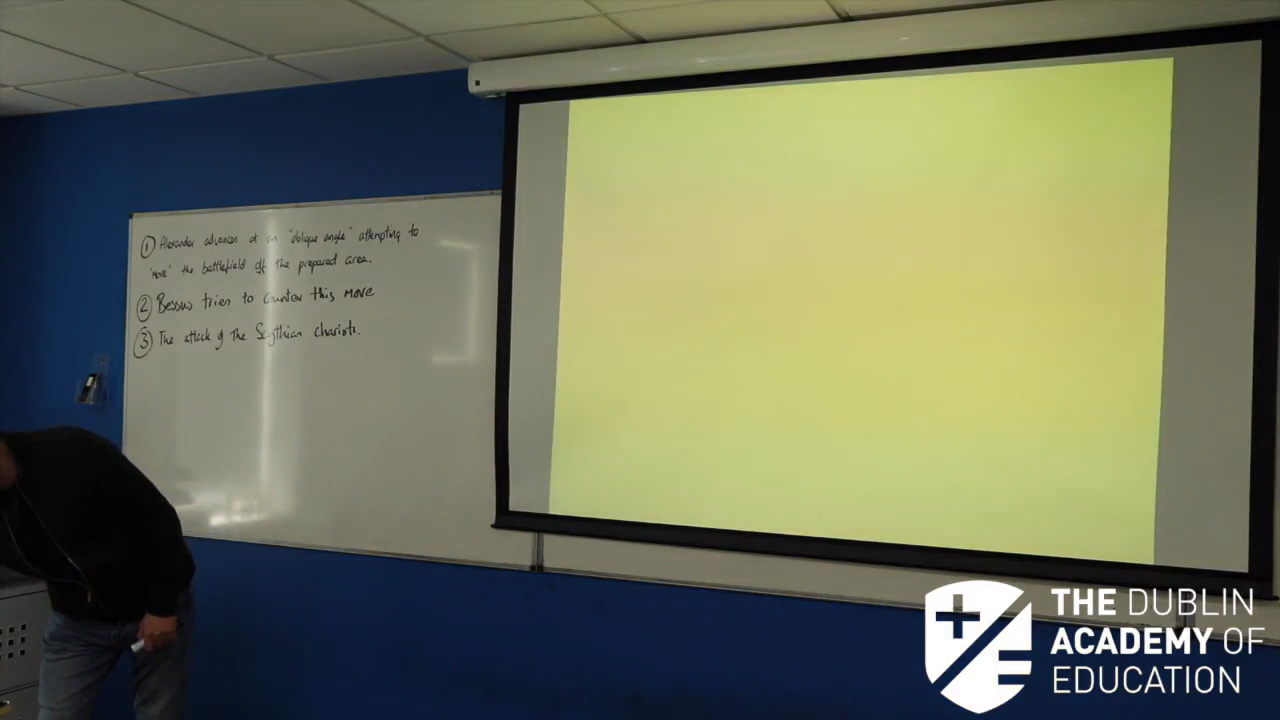 ① Alexander advances at an "oblique angle" attempting to
"move" the battlefield off the prepared area.
② Bessus tries to counter this move
③ The attack of the Scythian chariots.
THE DUBLIN
ACADEMY OF
EDUCATION